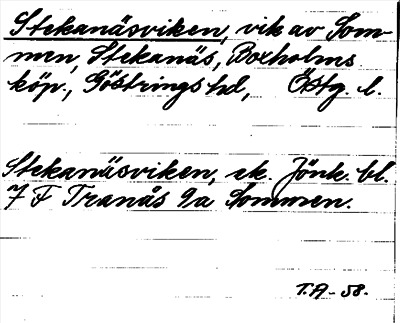 Stekanäsviken, vik av Som-
men, Stekanäs, Boxholms
köp., Göstrings hd, Östg. l.
Stekanäsviken, ek. Jönk. bl.
7 F Tranås 9a Sommen.
T.A - 58.